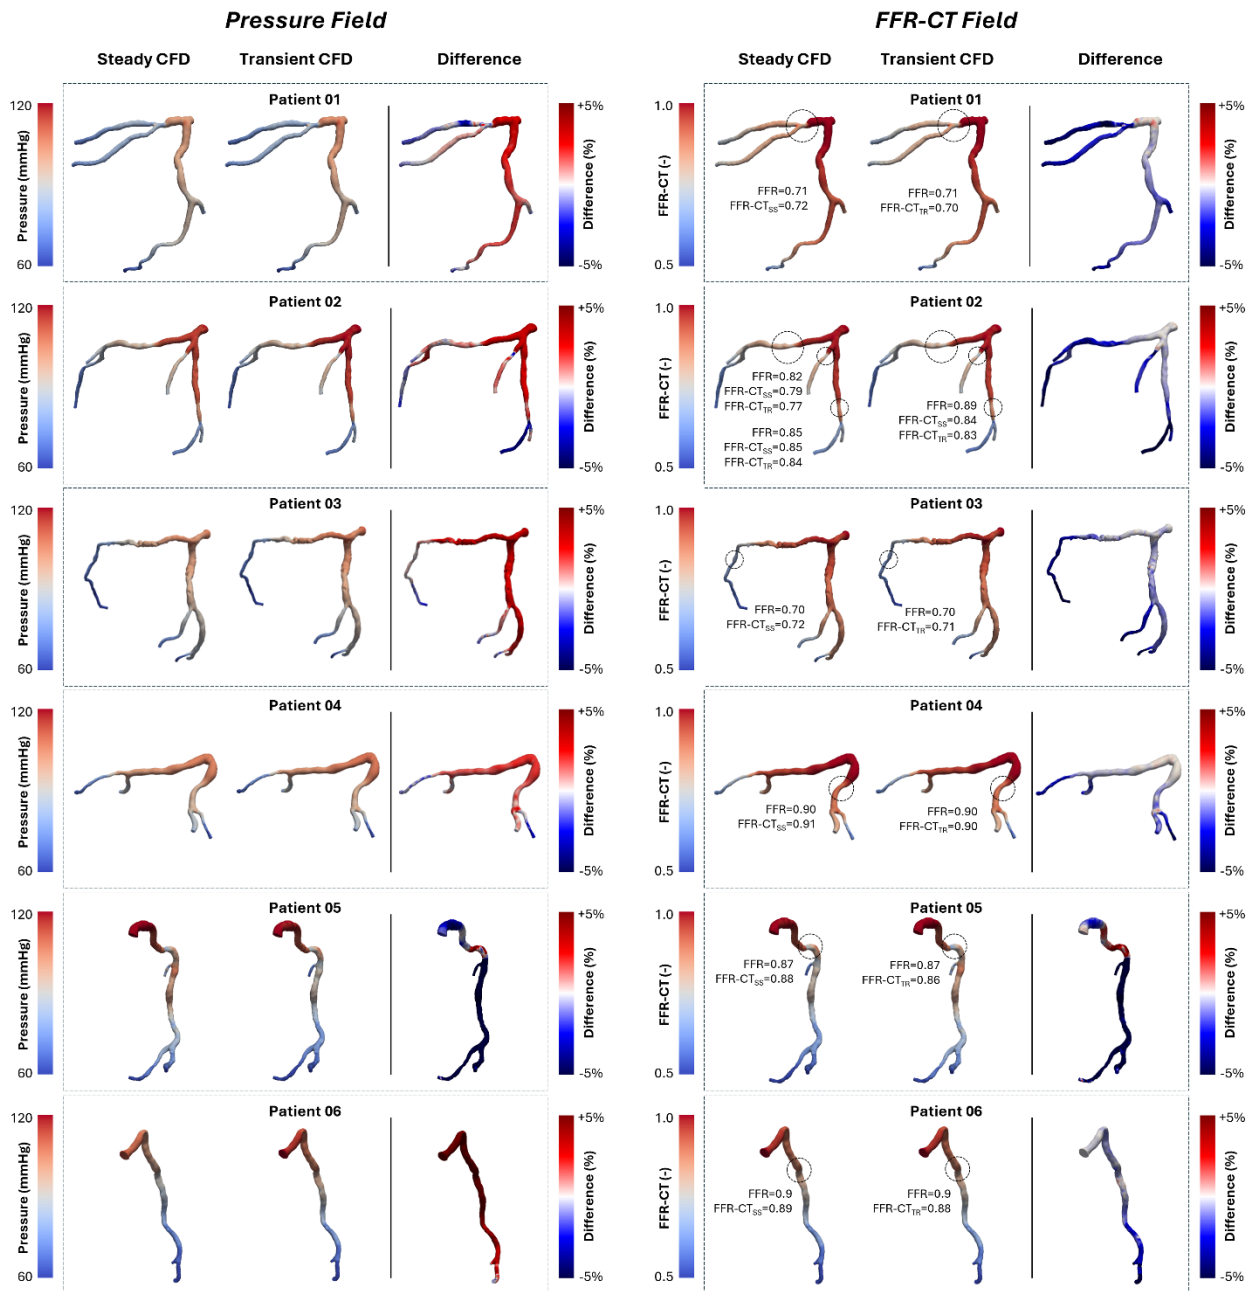 Pressure Field
FFR-CT Field
Steady CFD
Transient CFD
Difference
Steady CFD
Transient CFD
Difference
Patient 01
120
Pressure (mmHg)
60
+5%
Difference (%)
-5%
Patient 01
1.0
FFR-CT (-)
0.5
FFR=0.71
FFR-CTSS=0.72
FFR=0.71
FFR-CTTR=0.70
+5%
Difference (%)
-5%
Patient 02
120
Pressure (mmHg)
60
+5%
Difference (%)
-5%
Patient 02
1.0
FFR-CT (-)
0.5
FFR=0.82
FFR-CTSS=0.79
FFR-CTTR=0.77
FFR=0.85
FFR-CTSS=0.85
FFR-CTTR=0.84
FFR=0.89
FFR-CTSS=0.84
FFR-CTTR=0.83
+5%
Difference (%)
-5%
Patient 03
120
Pressure (mmHg)
60
+5%
Difference (%)
-5%
Patient 03
1.0
FFR-CT (-)
0.5
FFR=0.70
FFR-CTSS=0.72
FFR=0.70
FFR-CTTR=0.71
+5%
Difference (%)
-5%
Patient 04
120
Pressure (mmHg)
60
+5%
Difference (%)
-5%
Patient 04
1.0
FFR-CT (-)
0.5
FFR=0.90
FFR-CTSS=0.91
FFR=0.90
FFR-CTTR=0.90
+5%
Difference (%)
-5%
Patient 05
120
Pressure (mmHg)
60
+5%
Difference (%)
-5%
Patient 05
1.0
FFR-CT (-)
0.5
FFR=0.87
FFR-CTSS=0.88
FFR=0.87
FFR-CTTR=0.86
+5%
Difference (%)
-5%
Patient 06
120
Pressure (mmHg)
60
+5%
Difference (%)
-5%
Patient 06
1.0
FFR-CT (-)
0.5
FFR=0.9
FFR-CTSS=0.89
FFR=0.9
FFR-CTTR=0.88
+5%
Difference (%)
-5%